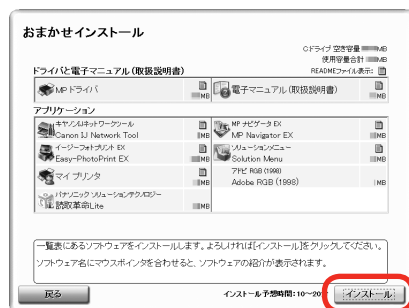 おまかせインストール
Cドライブ 空き容量 MB
使用容量合計 MB
ドライバと電子マニュアル(取扱説明書)
READMEファイル表示:
MP ドライバ
MB
電子マニュアル(取扱説明書)
MB
アプリケーション
キヤノンIJネットワークツール
Canon IJ Network Tool
MB
MP ナビゲータ EX
MP Navigator EX
MB
イージーフォトプリント EX
Easy-PhotoPrint EX
MB
ソリューションメニュー
Solution Menu
MB
マイ プリンタ
MB
アドビ RGB (1998)
Adobe RGB (1998)
MB
パナソニック ソリューションテクノロジー
読取革命Lite
MB
一覧表にあるソフトウェアをインストールします。よろしければ[インストール]をクリックしてください。
ソフトウェア名にマウスポインタを合わせると、ソフトウェアの紹介が表示されます。
戻る
インストール予想時間:10~20
インストール